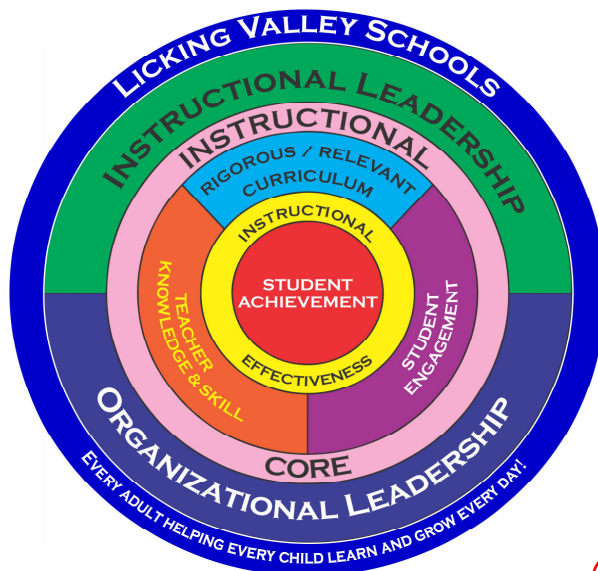 LICKING VALLEY SCHOOLS
INSTRUCTIONAL LEADERSHIP
INSTRUCTIONAL
RIGOROUS / RELEVANT
CURRICULUM
INSTRUCTIONAL
STUDENT
ACHIEVEMENT
TEACHER
KNOWLEDGE & SKILL
STUDENT
ENGAGEMENT
EFFECTIVENESS
CORE
ORGANIZATIONAL LEADERSHIP
EVERY ADULT HELPING EVERY CHILD LEARN AND GROW EVERY DAY!